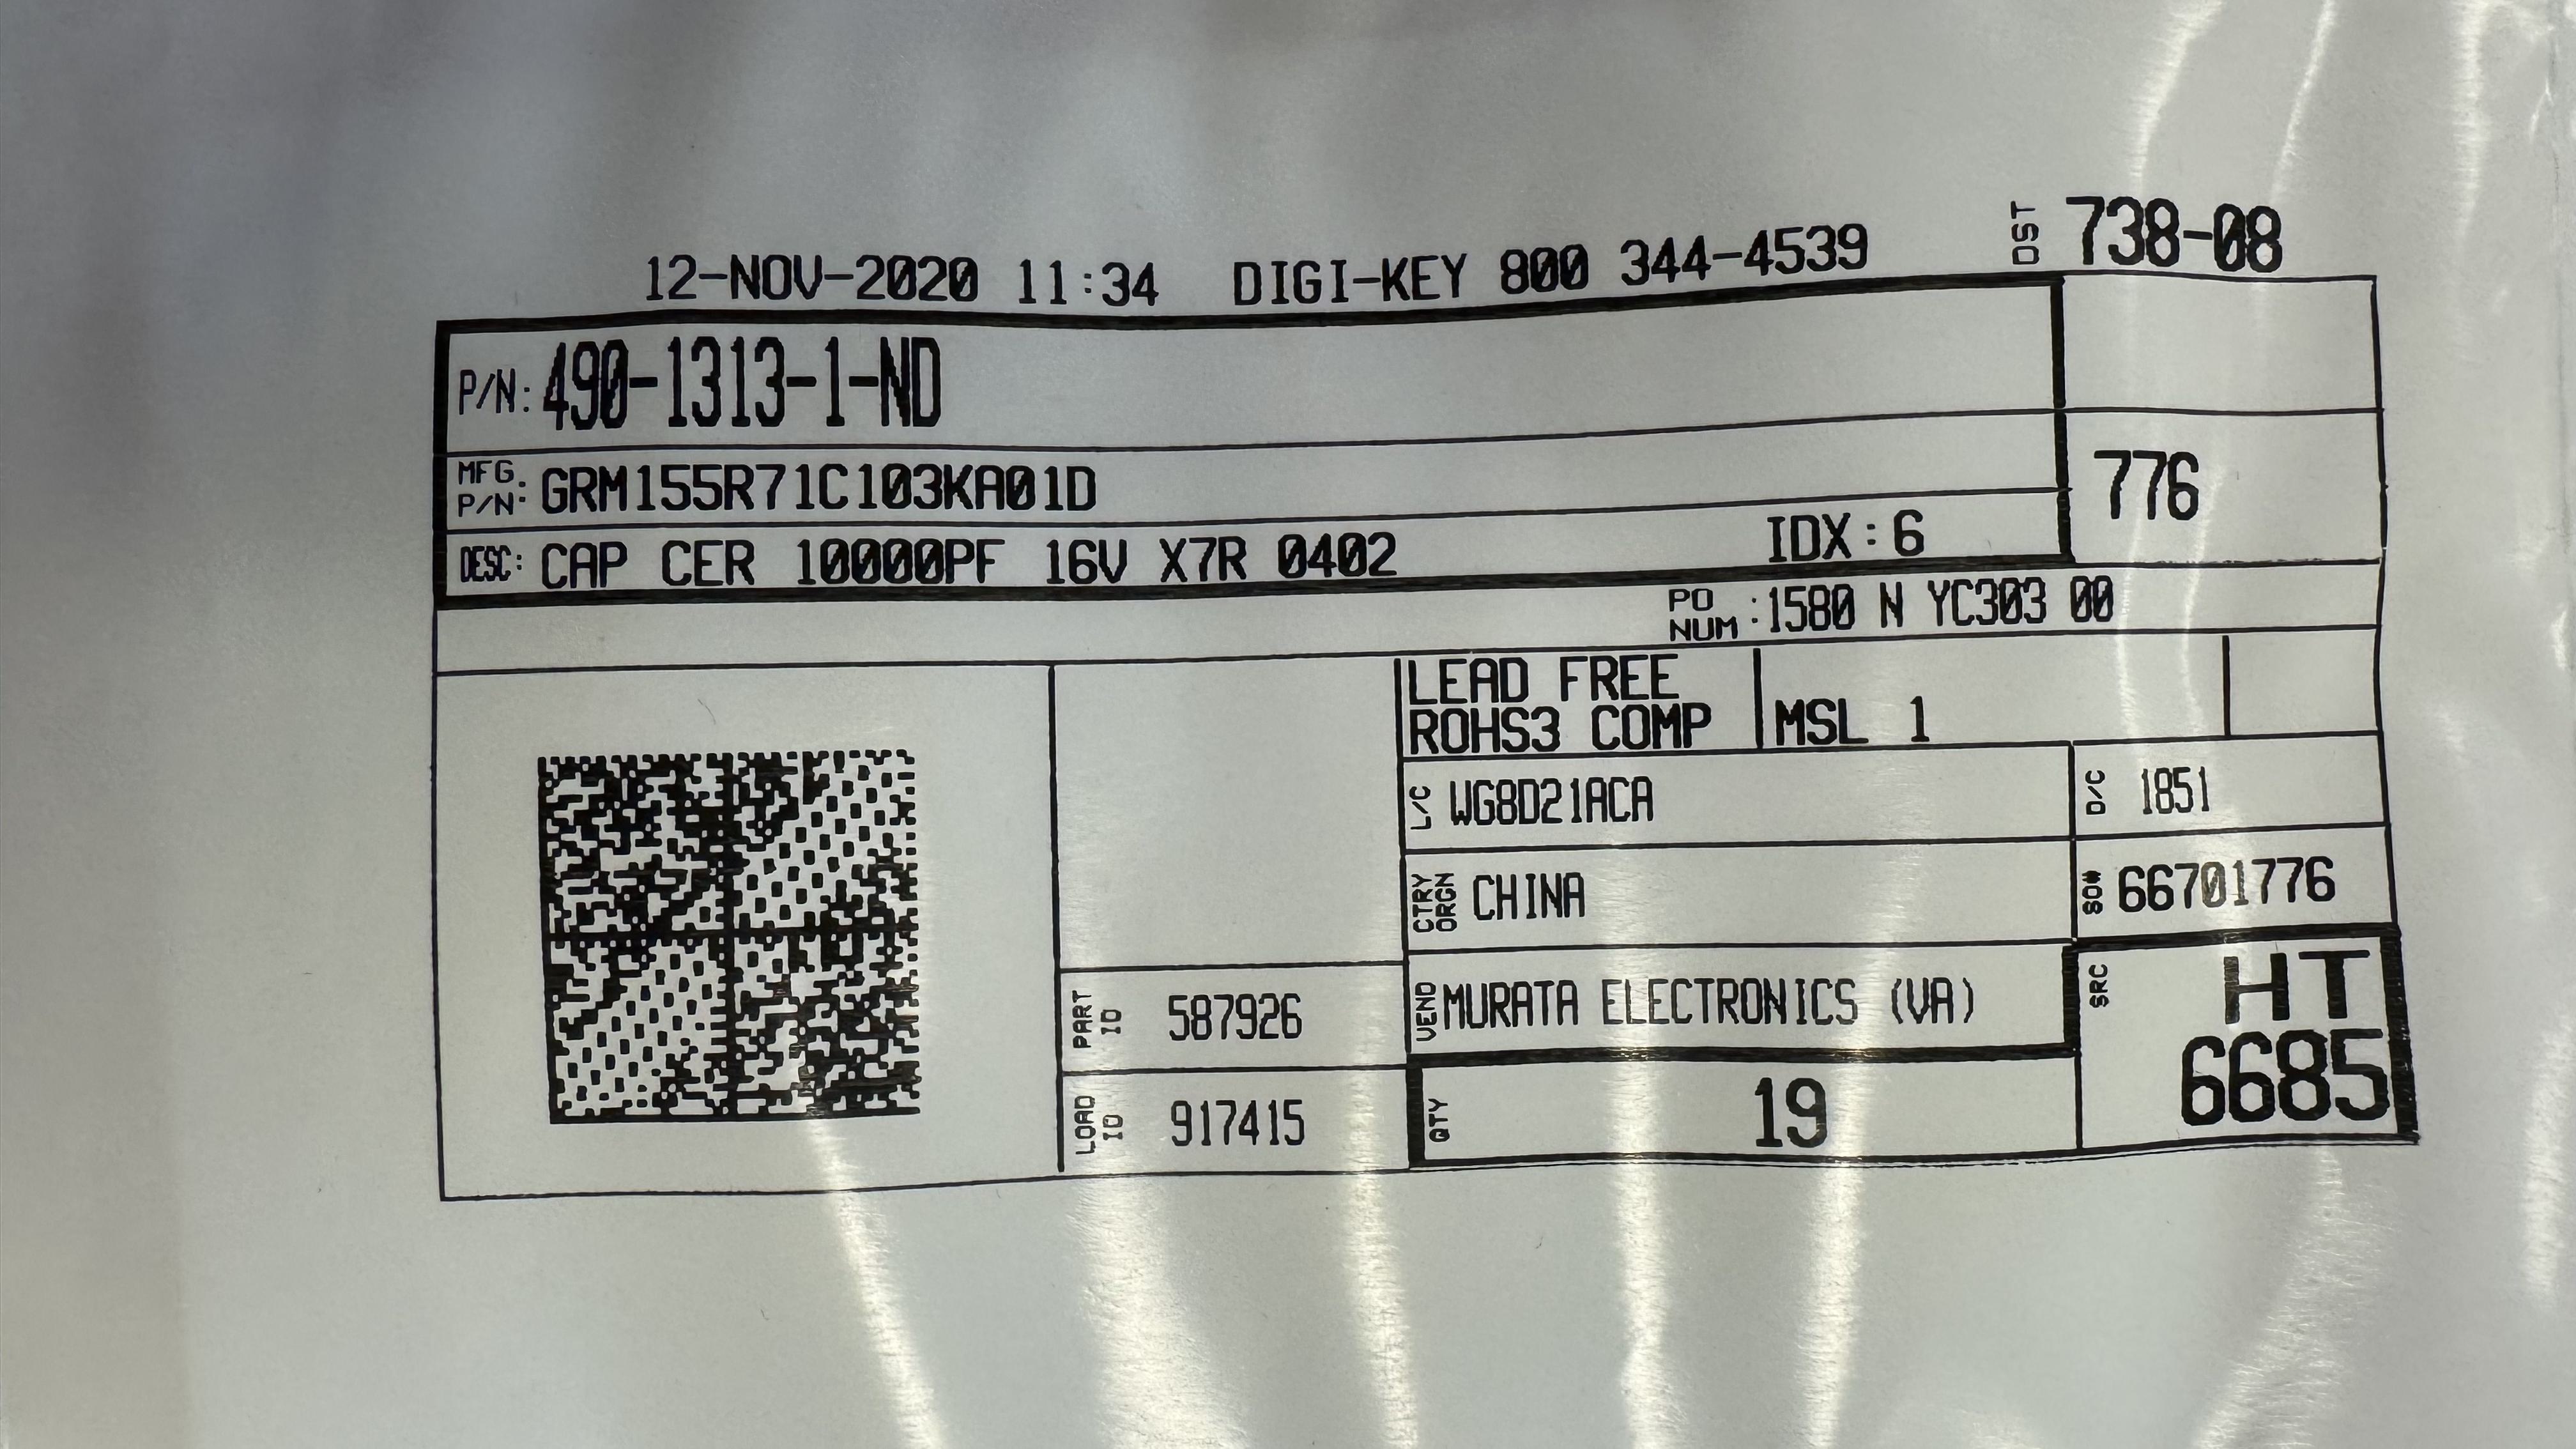 DST 738-08
12-NOV-2020 11:34 DIGI-KEY 800 344-4539
P/N: 490-1313-1-ND
MFG. P/N: GRM155R71C103KA01D
776
DESC: CAP CER 10000PF 16V X7R 0402 IDX:6
PO NUM :1580 N YC303 00
LEAD FREE
ROHS3 COMP
MSL 1
L/C WG8D21ACA
D/C 1851
CTRY ORGN CHINA
SO# 66701776
PART ID 587926
VEND MURATA ELECTRONICS (VA)
SRC HT
6685
LOAD ID 917415
QTY 19